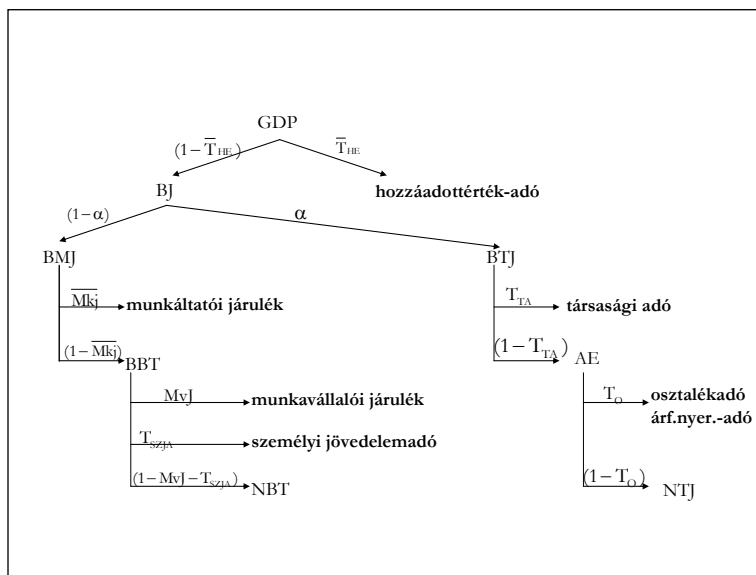 GDP
(1− T̅HE)
T̅HE
BJ
hozzáadottérték-adó
(1−α)
α
BMJ
BTJ
M̅k̅j̅
munkáltatói járulék
TTA
társasági adó
(1− M̅k̅j̅)
(1− TTA)
BBT
AE
MvJ
munkavállalói járulék
TO
osztalékadó
árf.nyer.-adó
TSZJA
személyi jövedelemadó
(1− MvJ− TSZJA)
NBT
(1− TO)
NTJ